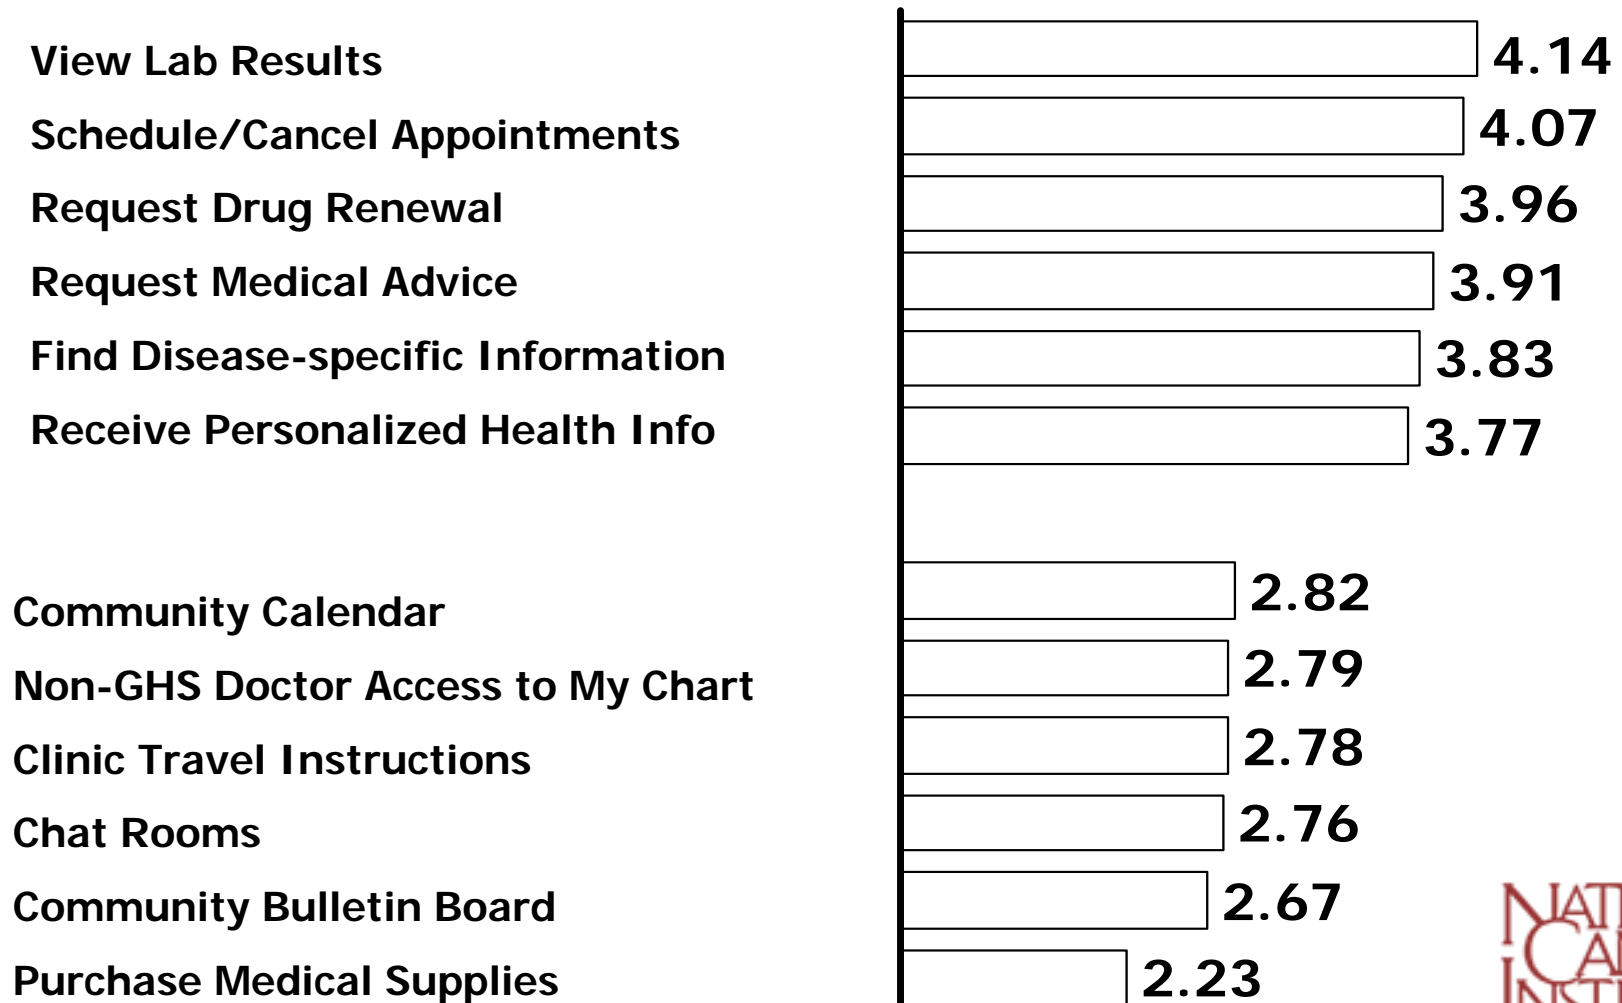 View Lab Results 4.14
Schedule/Cancel Appointments 4.07
Request Drug Renewal 3.96
Request Medical Advice 3.91
Find Disease-specific Information 3.83
Receive Personalized Health Info 3.77
Community Calendar 2.82
Non-GHS Doctor Access to My Chart 2.79
Clinic Travel Instructions 2.78
Chat Rooms 2.76
Community Bulletin Board 2.67
Purchase Medical Supplies 2.23